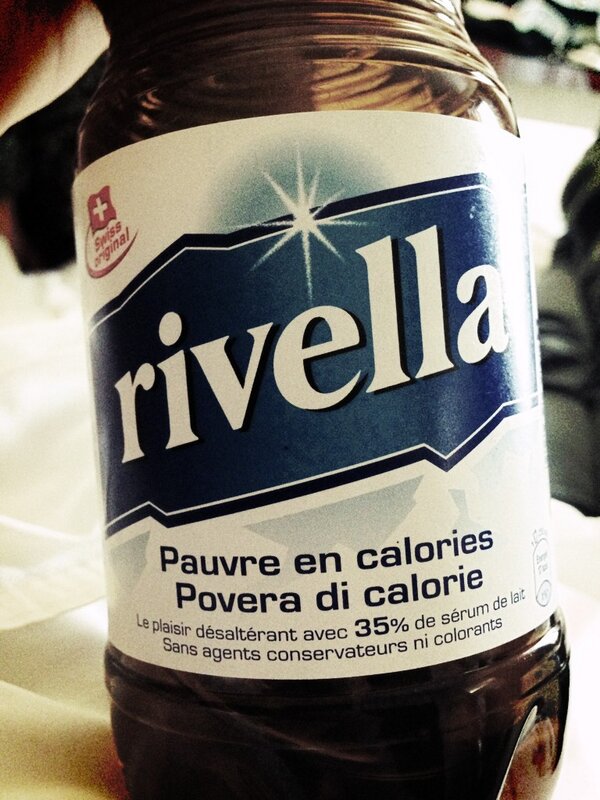 Swiss
original
rivella
Pauvre en calories
Povera di calorie
Le plaisir désaltérant avec 35% de sérum de lait
Sans agents conservateurs ni colorants